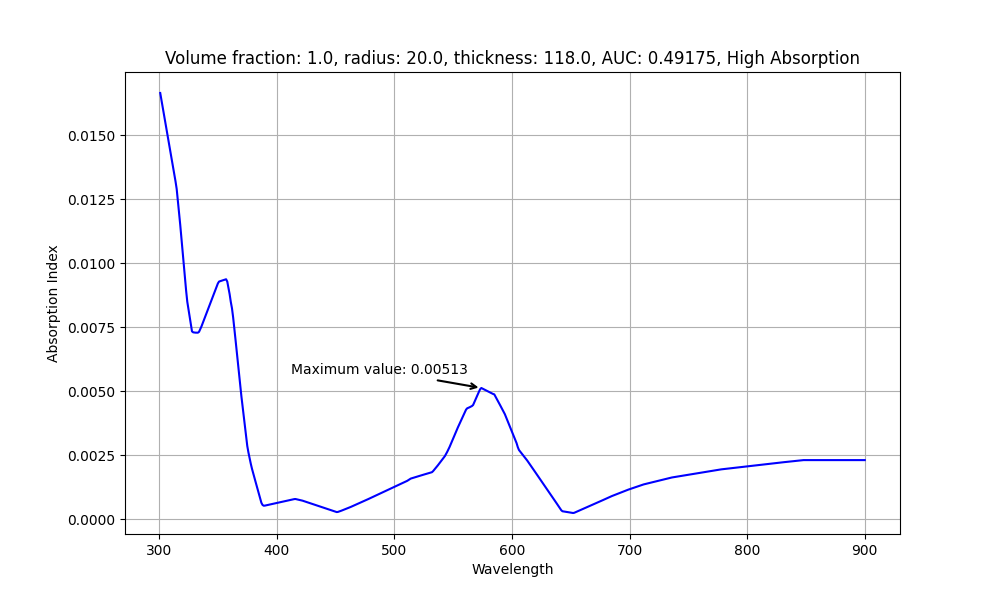 Volume fraction: 1.0, radius: 20.0, thickness: 118.0, AUC: 0.49175, High Absorption
Absorption Index
0.0150
0.0125
0.0100
0.0075
0.0050
0.0025
0.0000
Maximum value: 0.00513
300 400 500 600 700 800 900
Wavelength